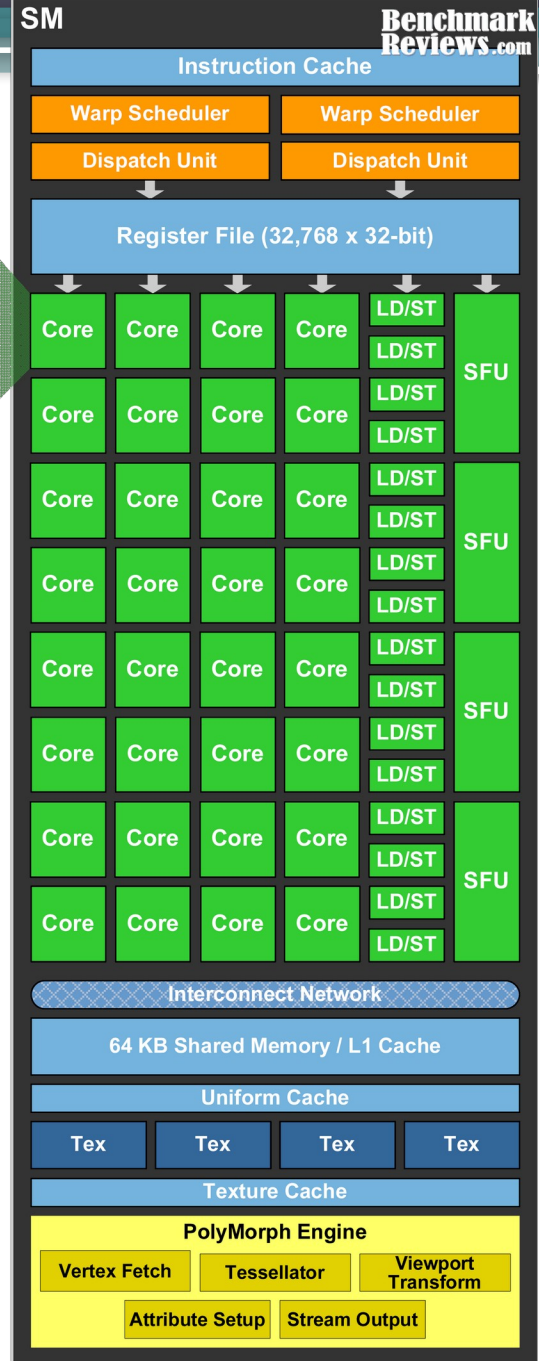 SM
Benchmark
Reviews.com
Instruction Cache
Warp Scheduler Warp Scheduler
Dispatch Unit Dispatch Unit
Register File (32,768 x 32-bit)
LD/ST
Core Core Core Core
LD/ST
SFU
LD/ST
Core Core Core Core
LD/ST
LD/ST
Core Core Core Core
LD/ST
SFU
LD/ST
Core Core Core Core
LD/ST
LD/ST
Core Core Core Core
LD/ST
SFU
LD/ST
Core Core Core Core
LD/ST
LD/ST
Core Core Core Core
LD/ST
SFU
LD/ST
Core Core Core Core
LD/ST
Interconnect Network
64 KB Shared Memory / L1 Cache
Uniform Cache
Tex Tex Tex Tex
Texture Cache
PolyMorph Engine
Vertex Fetch Tessellator Viewport
Transform
Attribute Setup Stream Output